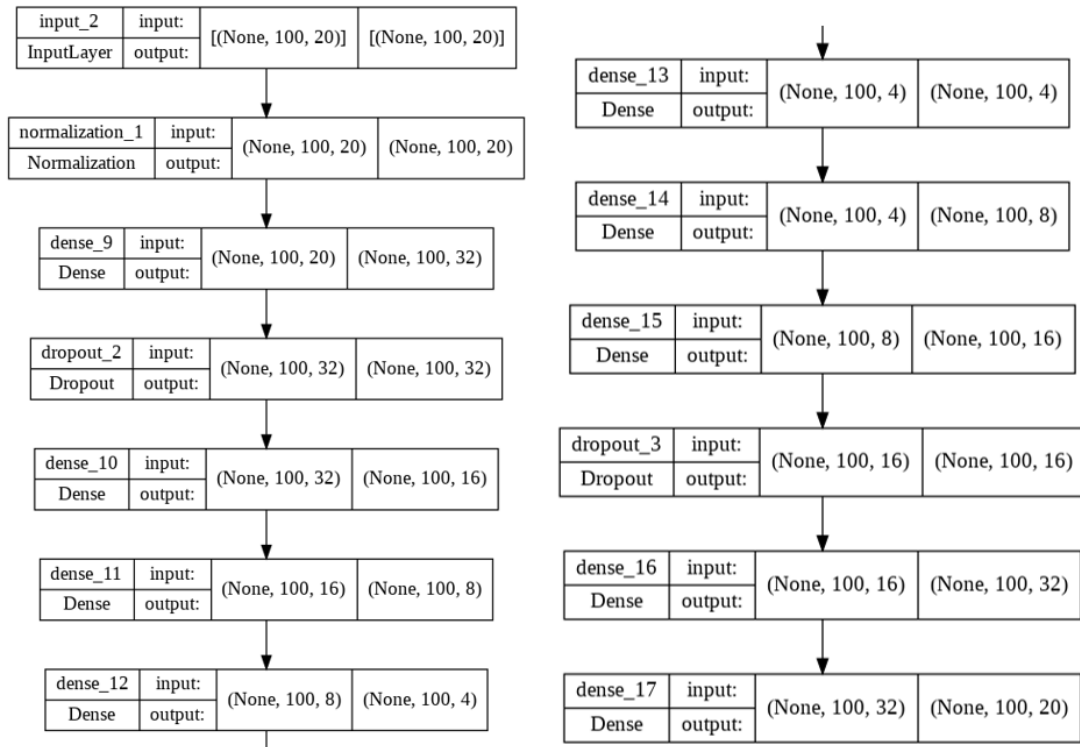 input_2 input: [(None, 100, 20)] [(None, 100, 20)]
InputLayer output:
normalization_1 input: (None, 100, 20) (None, 100, 20)
Normalization output:
dense_9 input: (None, 100, 20) (None, 100, 32)
Dense output:
dropout_2 input: (None, 100, 32) (None, 100, 32)
Dropout output:
dense_10 input: (None, 100, 32) (None, 100, 16)
Dense output:
dense_11 input: (None, 100, 16) (None, 100, 8)
Dense output:
dense_12 input: (None, 100, 8) (None, 100, 4)
Dense output:
dense_13 input: (None, 100, 4) (None, 100, 4)
Dense output:
dense_14 input: (None, 100, 4) (None, 100, 8)
Dense output:
dense_15 input: (None, 100, 8) (None, 100, 16)
Dense output:
dropout_3 input: (None, 100, 16) (None, 100, 16)
Dropout output:
dense_16 input: (None, 100, 16) (None, 100, 32)
Dense output:
dense_17 input: (None, 100, 32) (None, 100, 20)
Dense output: